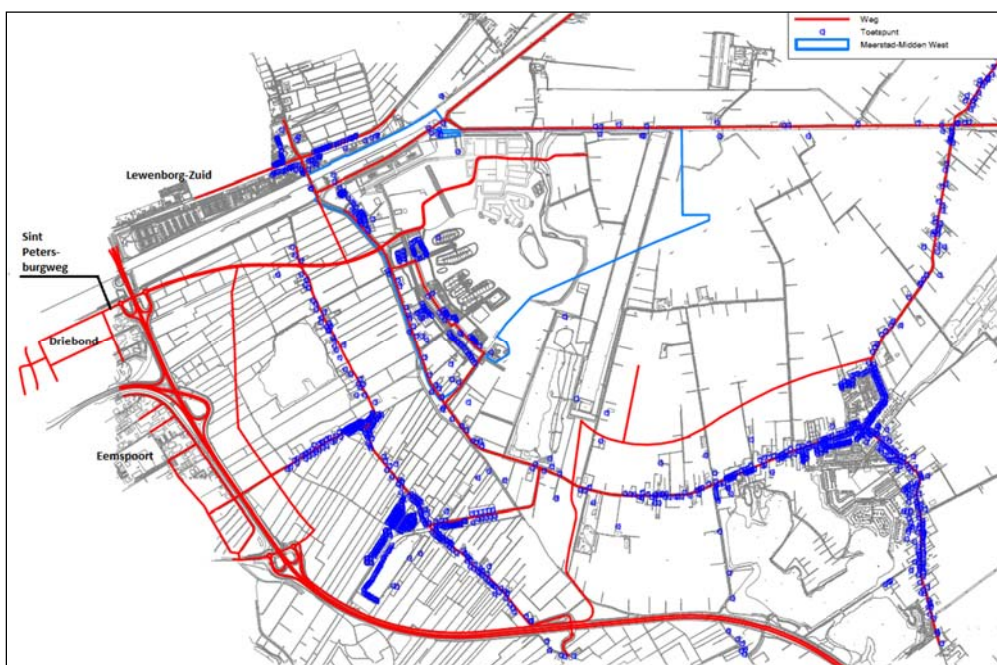 Weg
Toetspunt
Meerstad-Midden West
Lewenborg-Zuid
Sint
Peters-
burgweg
Driebond
Eemspoort